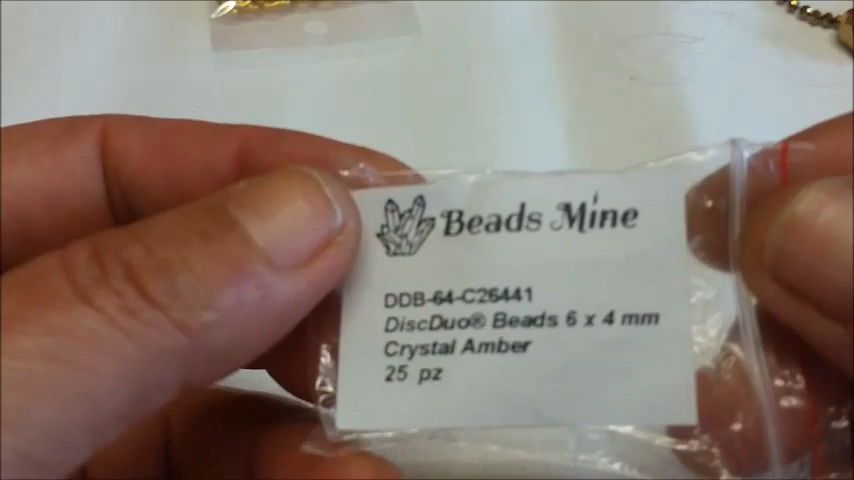 Beads Mine
DDB-64-C26441
DiscDuo® Beads 6 x 4 mm
Crystal Amber
25 pz